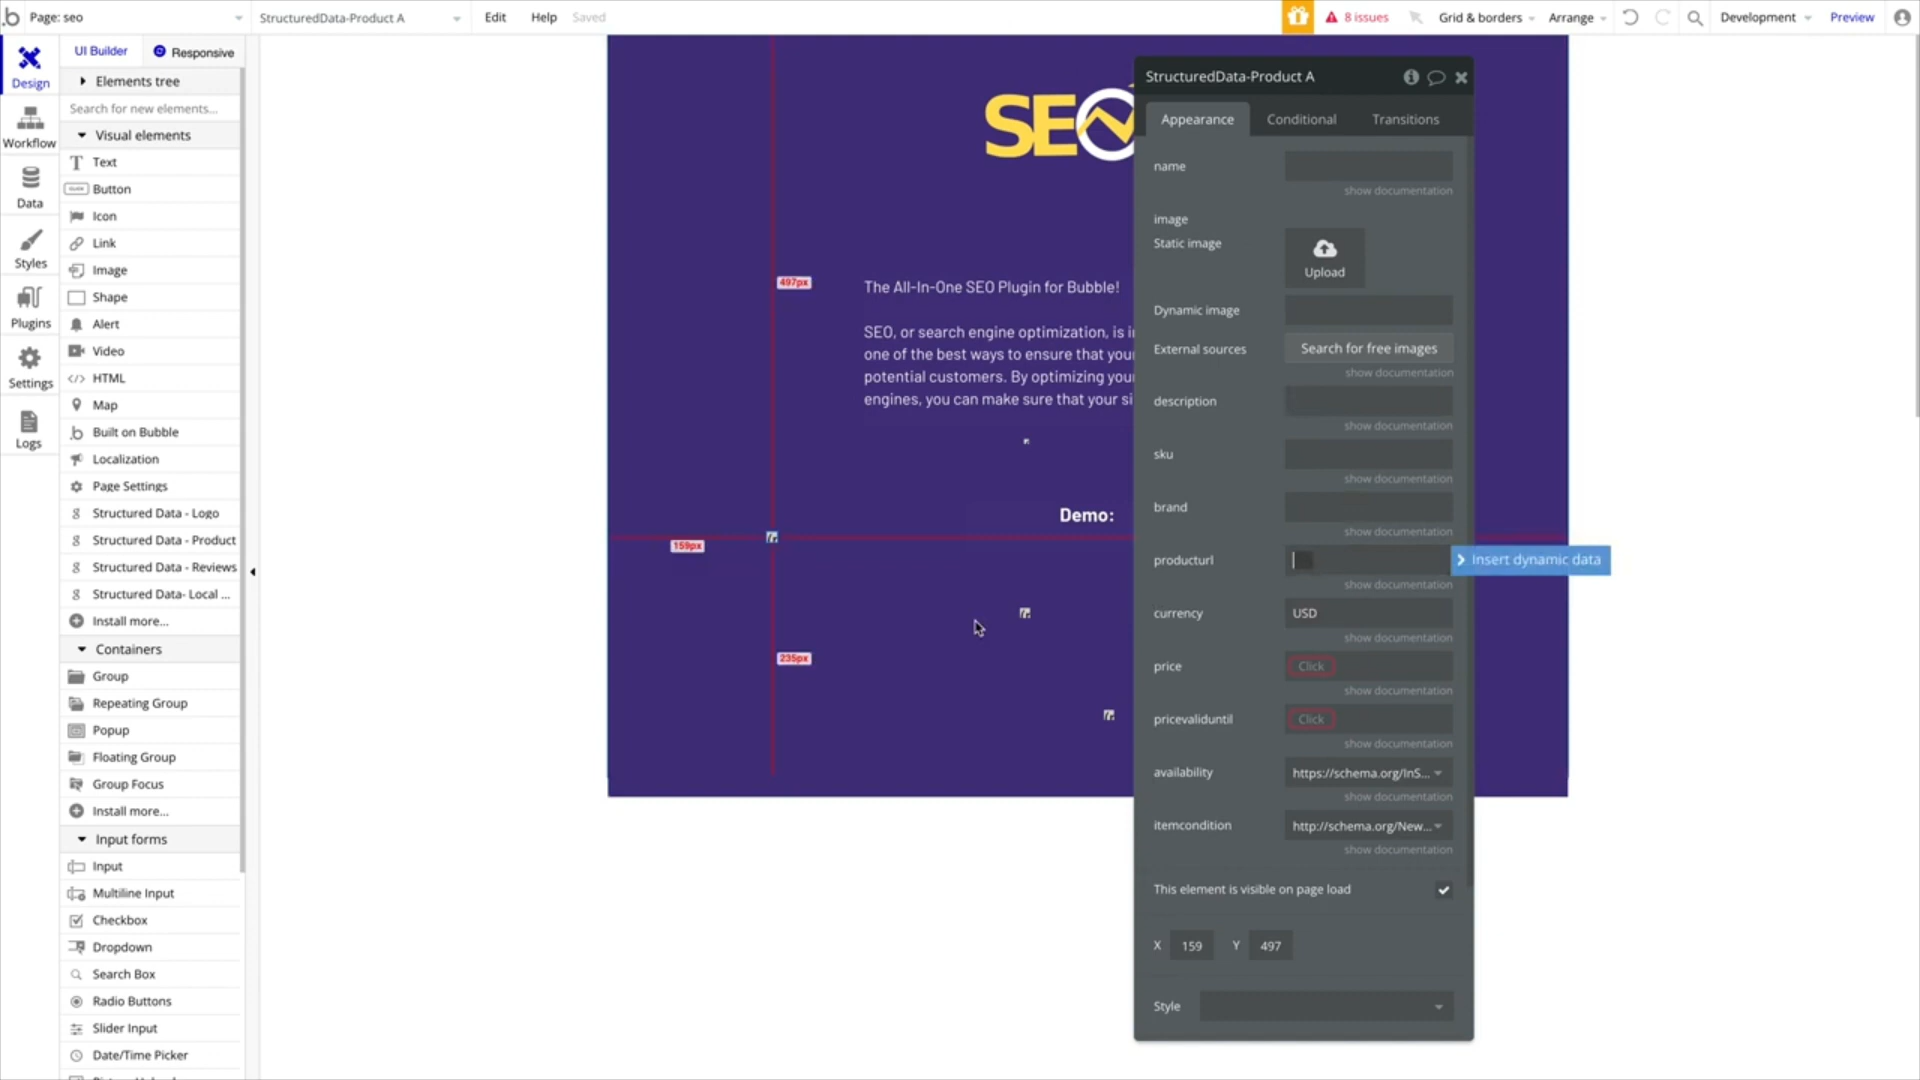 Page: seo
StructuredData-Product A
Edit
Help
Saved
8 issues
Grid & borders
Arrange
Development
Preview
Design
Workflow
Data
Styles
Plugins
Settings
Logs
UI Builder
Responsive
Elements tree
Search for new elements...
Visual elements
Text
Button
Icon
Link
Image
Shape
Alert
Video
HTML
Map
Built on Bubble
Localization
Page Settings
Structured Data - Logo
Structured Data - Product
Structured Data - Reviews
Structured Data- Local ...
Install more...
Containers
Group
Repeating Group
Popup
Floating Group
Group Focus
Install more...
Input forms
Input
Multiline Input
Checkbox
Dropdown
Search Box
Radio Buttons
Slider Input
Date/Time Picker
SEO
497px
The All-In-One SEO Plugin for Bubble!
SEO, or search engine optimization, is i
one of the best ways to ensure that your
potential customers. By optimizing your
engines, you can make sure that your si
Demo:
159px
235px
StructuredData-Product A
Appearance
Conditional
Transitions
name
show documentation
image
Static image
Upload
Dynamic image
External sources
Search for free images
show documentation
description
show documentation
sku
show documentation
brand
show documentation
producturl
Insert dynamic data
show documentation
currency
USD
show documentation
price
Click
show documentation
pricevaliduntil
Click
show documentation
availability
https://schema.org/InS...
show documentation
itemcondition
http://schema.org/New...
show documentation
This element is visible on page load
X 159 Y 497
Style